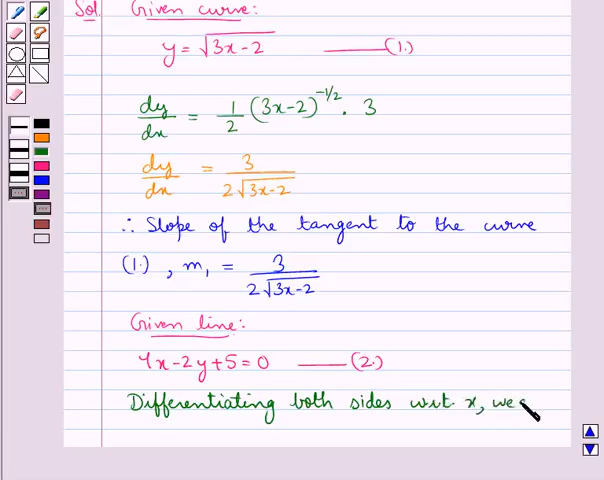 Sol. Given curve:
y = √3x-2 ——— (1.)
dy/dx = 1/2 (3x-2)^-1/2 . 3
dy/dx = 3/2√3x-2
∴ Slope of the tangent to the curve
(1.) , m₁ = 3/2√3x-2
Given line:
4x-2y+5=0 —— (2.)
Differentiating both sides w.r.t. x, we